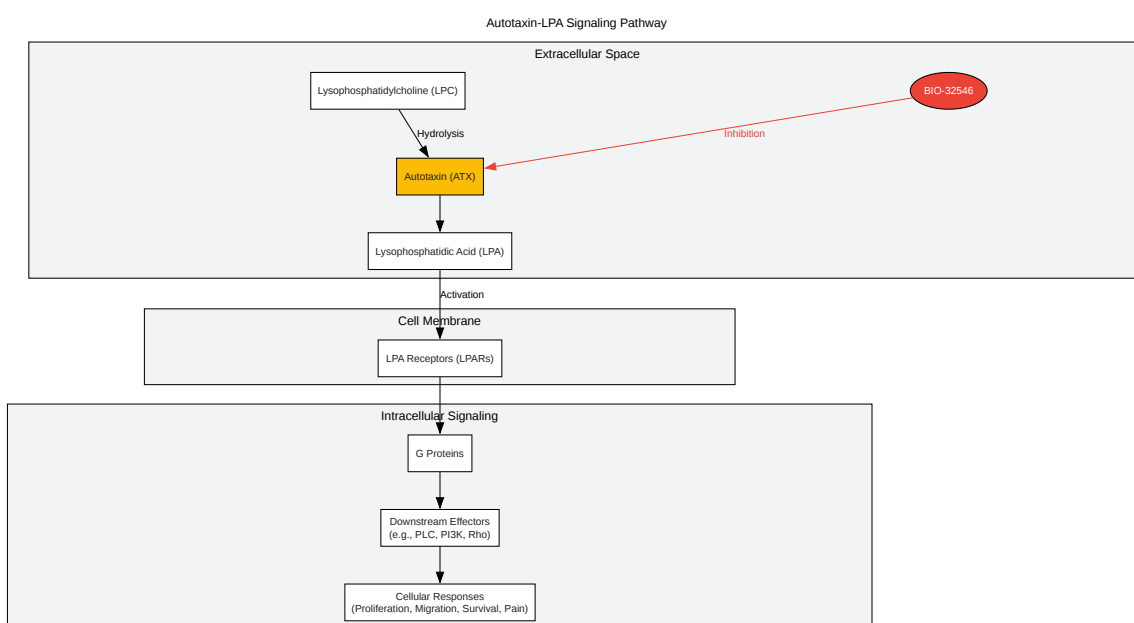 Autotaxin-LPA Signaling Pathway
Extracellular Space
Lysophosphatidylcholine (LPC)
BIO-32546
Hydrolysis
Inhibition
Autotaxin (ATX)
Lysophosphatidic Acid (LPA)
Activation
Cell Membrane
LPA Receptors (LPARs)
Intracellular Signaling
G Proteins
Downstream Effectors
(e.g., PLC, PI3K, Rho)
Cellular Responses
(Proliferation, Migration, Survival, Pain)